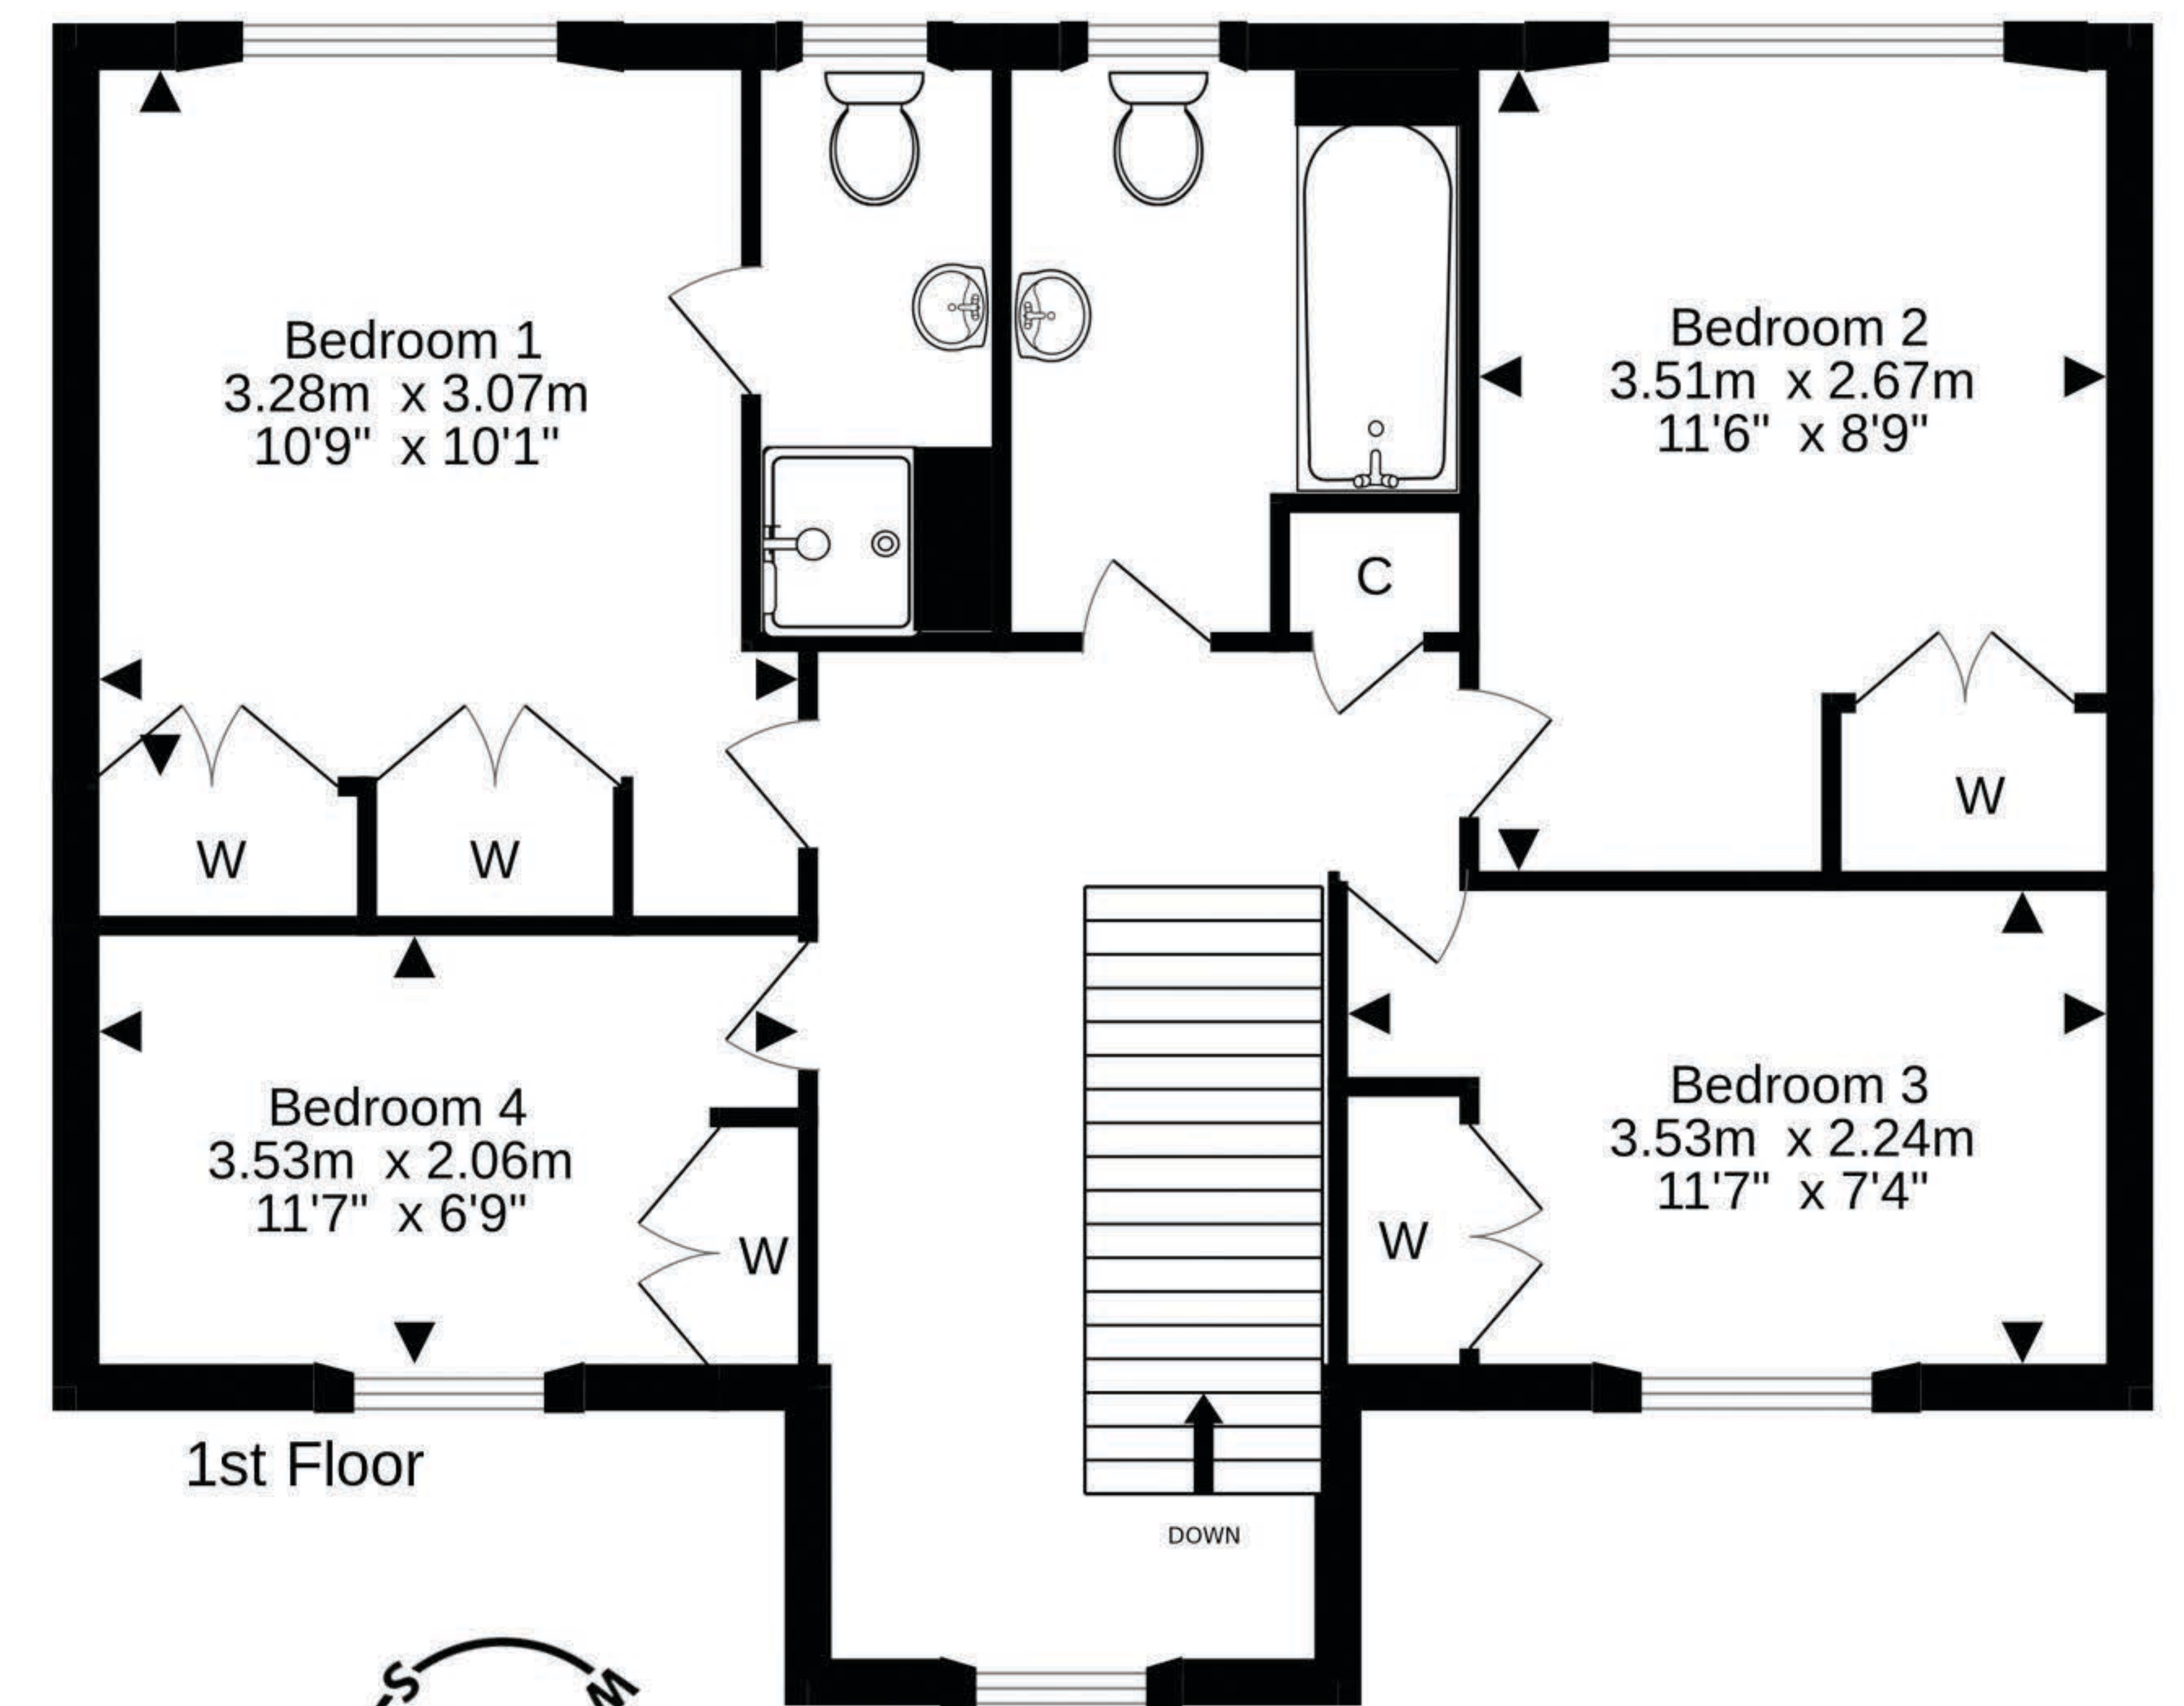 Bedroom 1
3.28m x 3.07m
10'9" x 10'1"
Bedroom 2
3.51m x 2.67m
11'6" x 8'9"
C
W
W
W
Bedroom 4
3.53m x 2.06m
11'7" x 6'9"
W
W
Bedroom 3
3.53m x 2.24m
11'7" x 7'4"
1st Floor
DOWN
S
W